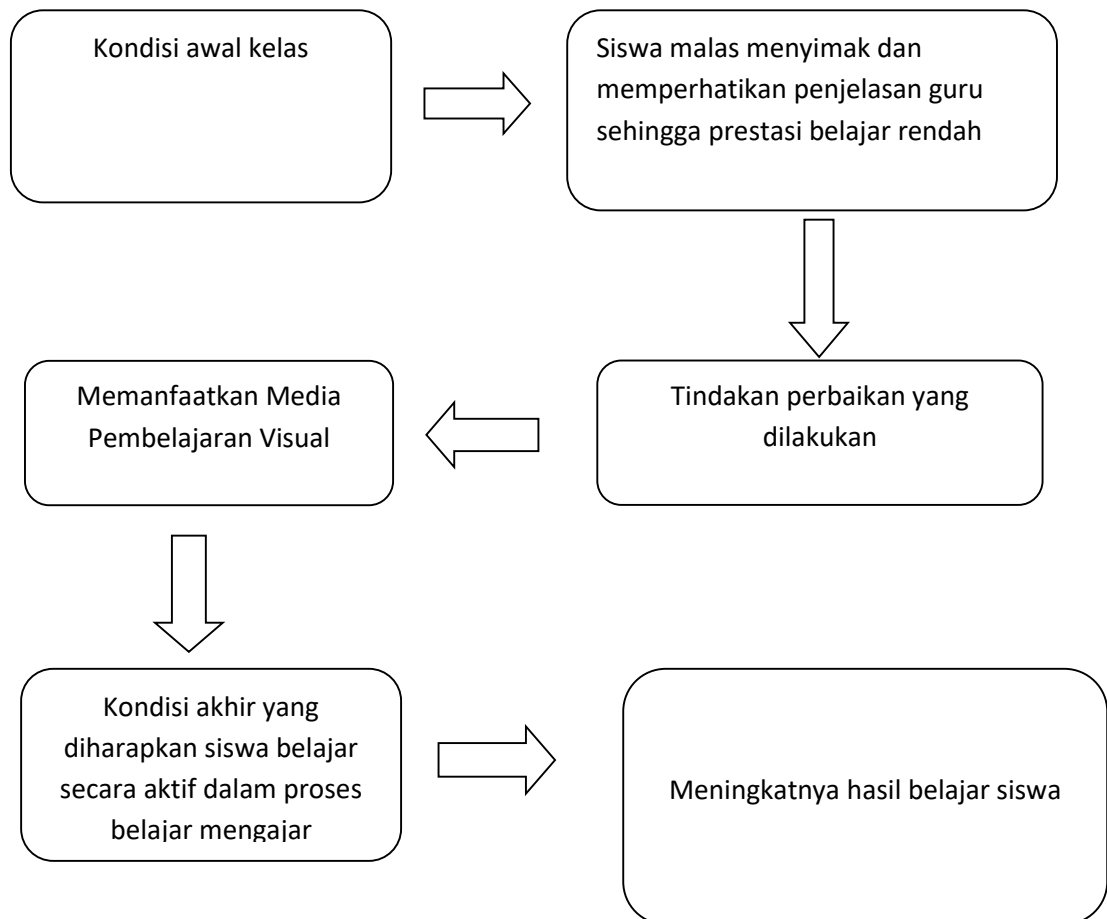 Kondisi awal kelas
Siswa malas menyimak dan
memperhatikan penjelasan guru
sehingga prestasi belajar rendah
Tindakan perbaikan yang
dilakukan
Memanfaatkan Media
Pembelajaran Visual
Kondisi akhir yang
diharapkan siswa belajar
secara aktif dalam proses
belajar mengajar
Meningkatnya hasil belajar siswa